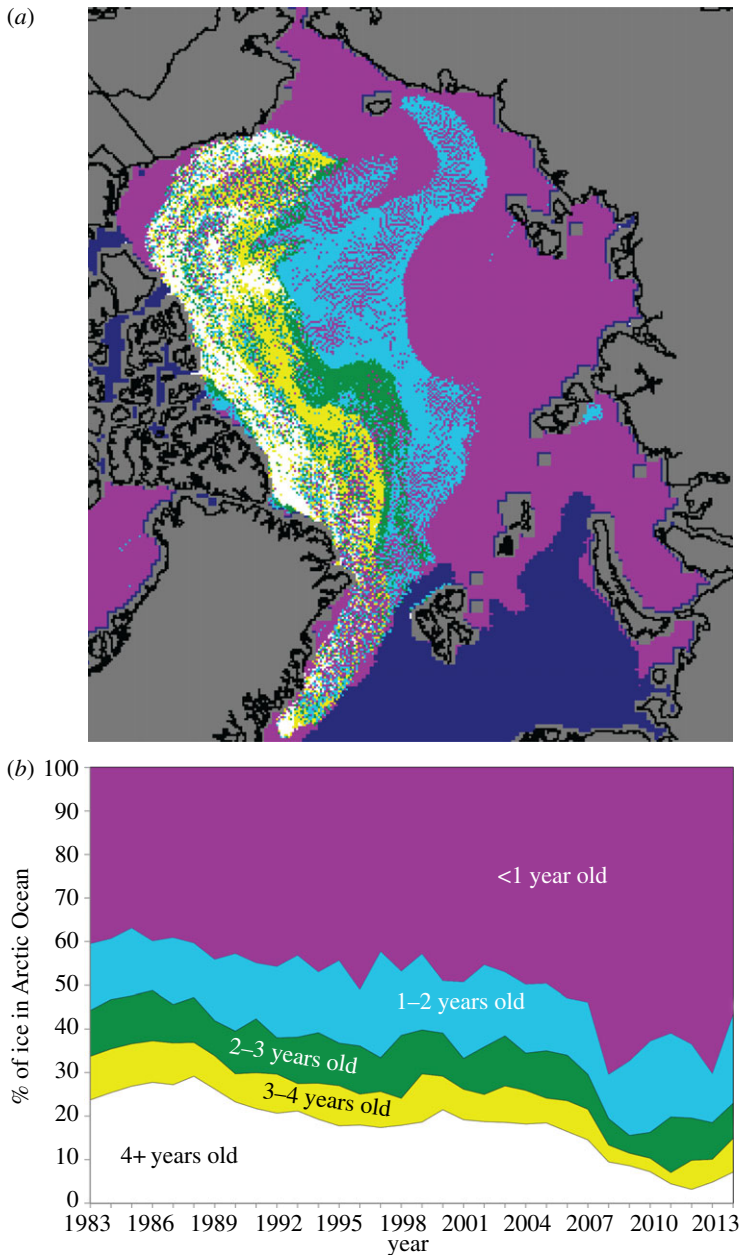 (a)
(b)
100
90
80
70
60
50
40
30
20
10
0
% of ice in Arctic Ocean
<1 year old
1–2 years old
2–3 years old
3–4 years old
4+ years old
1983 1986 1989 1992 1995 1998 2001 2004 2007 2010 2013
year